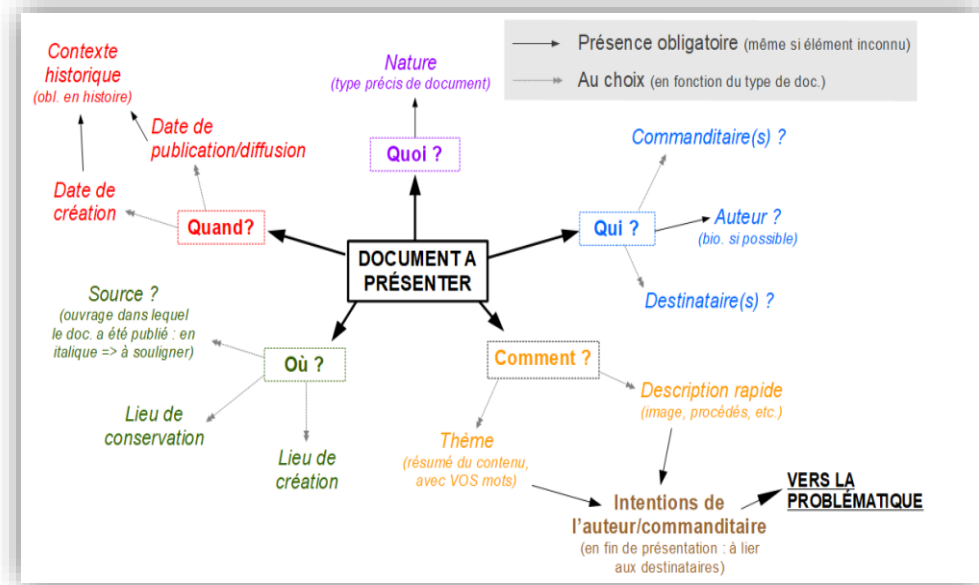 Contexte
historique
(obl. en histoire)
Date de
publication/diffusion
Date de
création
Quand?
Nature
(type précis de document)
Quoi ?
Présence obligatoire (même si élément inconnu)
Au choix (en fonction du type de doc.)
Commanditaire(s) ?
Auteur ?
(bio. si possible)
Qui ?
Destinataire(s) ?
DOCUMENT A
PRÉSENTER
Source ?
(ouvrage dans lequel
le doc. a été publié : en
italique => à souligner)
Où ?
Lieu de
conservation
Lieu de
création
Comment ?
Description rapide
(image, procédés, etc.)
Thème
(résumé du contenu,
avec VOS mots)
Intentions de
l'auteur/commanditaire
(en fin de présentation : à lier
aux destinataires)
VERS LA
PROBLÉMATIQUE